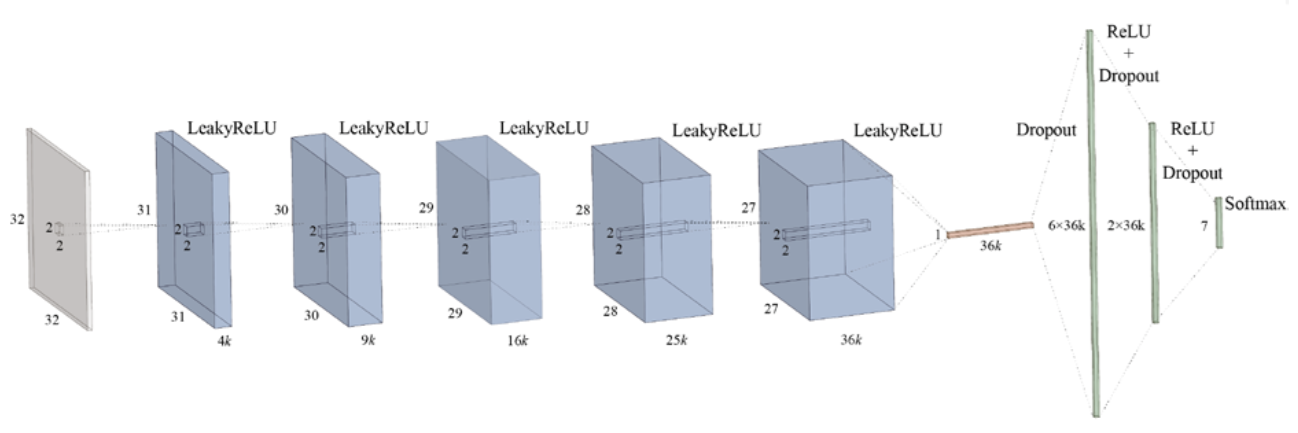 32
2
2
32
31
2
2
31
4k
LeakyReLU
30
2
2
30
9k
LeakyReLU
29
2
2
29
16k
LeakyReLU
28
2
2
28
25k
LeakyReLU
27
2
2
27
36k
LeakyReLU
1
36k
Dropout
6×36k
ReLU
+
Dropout
2×36k
ReLU
+
Dropout
7
Softmax